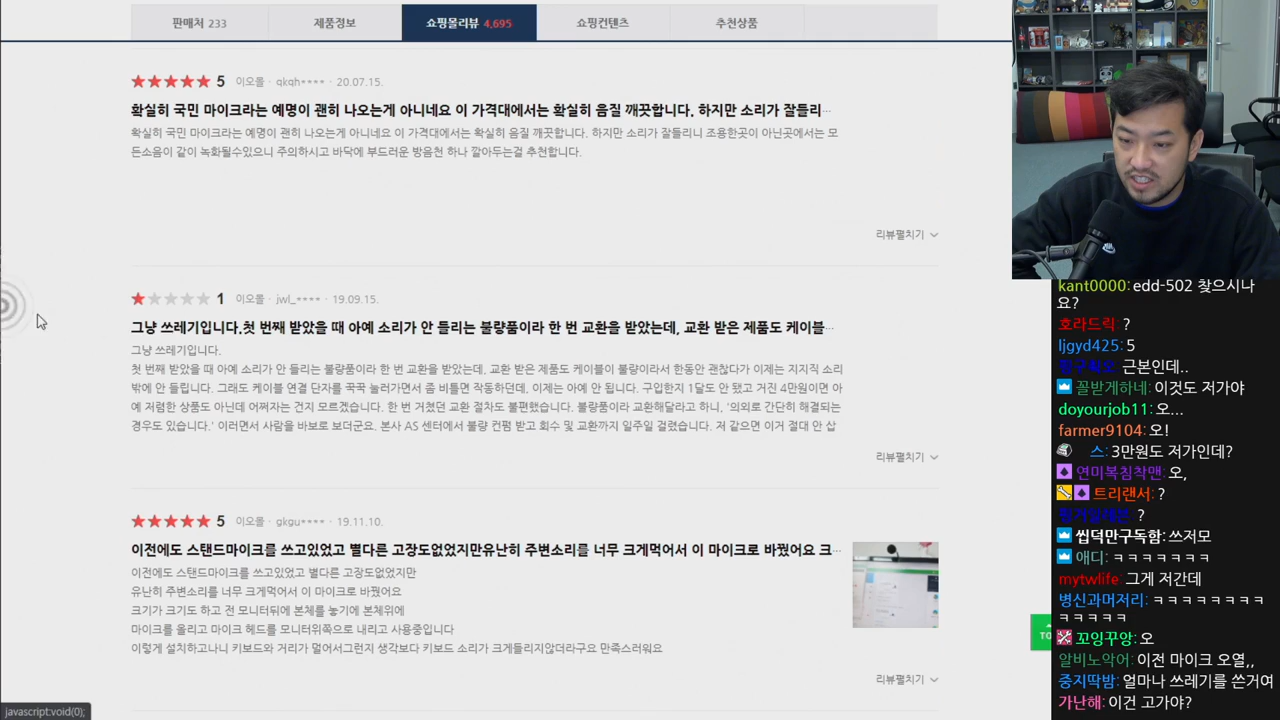 판매처 233
제품정보
쇼핑몰리뷰 4,695
쇼핑컨텐츠
추천상품
★★★★★ 5 이오몰 · qkqh**** · 20.07.15.
확실히 국민 마이크라는 예명이 괜히 나오는게 아니네요 이 가격대에서는 확실히 음질 깨끗합니다. 하지만 소리가 잘들리···
확실히 국민 마이크라는 예명이 괜히 나오는게 아니네요 이 가격대에서는 확실히 음질 깨끗합니다. 하지만 소리가 잘들리니 조용한곳이 아닌곳에서는 모
든소음이 같이 녹화될수있으니 주의하시고 바닥에 부드러운 방음천 하나 깔아두는걸 추천합니다.
리뷰펼치기
★☆☆☆☆ 1 이오몰 · jwl_**** · 19.09.15.
그냥 쓰레기입니다.첫 번째 받았을 때 아예 소리가 안 들리는 불량품이라 한 번 교환을 받았는데, 교환 받은 제품도 케이블···
그냥 쓰레기입니다.
첫 번째 받았을 때 아예 소리가 안 들리는 불량품이라 한 번 교환을 받았는데, 교환 받은 제품도 케이블이 불량이라서 한동안 괜찮다가 이제는 지지직 소리
밖에 안 들립니다. 그래도 케이블 연결 단자를 꼭꼭 눌러가면서 좀 비틀면 작동하던데, 이제는 아예 안 됩니다. 구입한지 1달도 안 됐고 거진 4만원이면 아
예 저렴한 상품도 아닌데 어쩌자는 건지 모르겠습니다. 한 번 거쳤던 교환 절차도 불편했습니다. 불량품이라 교환해달라고 하니, '의외로 간단히 해결되는
경우도 있습니다.' 이러면서 사람을 바보로 보더군요. 본사 AS 센터에서 불량 컨펌 받고 회수 및 교환까지 일주일 걸렸습니다. 저 같으면 이거 절대 안 삽
리뷰펼치기
★★★★★ 5 이오몰 · gkgu**** · 19.11.10.
이전에도 스탠드마이크를 쓰고있었고 별다른 고장도없었지만유난히 주변소리를 너무 크게먹어서 이 마이크로 바꿨어요 크···
이전에도 스탠드마이크를 쓰고있었고 별다른 고장도없었지만
유난히 주변소리를 너무 크게먹어서 이 마이크로 바꿨어요
크기가 크기도 하고 전 모니터뒤에 본체를 놓기에 본체위에
마이크를 올리고 마이크 헤드를 모니터위쪽으로 내리고 사용중입니다
이렇게 설치하고나니 키보드와 거리가 멀어서그런지 생각보다 키보드 소리가 크게들리지않더라구요 만족스러워요
리뷰펼치기
TO
javascript:void(0);
kant0000: edd-502 찾으시나
요?
호라드릭: ?
ljgyd425: 5
근본인데..
꼴받게하네: 이것도 저가야
doyourjob11: 오...
farmer9104: 오!
스: 3만원도 저가인데?
연미복침착맨: 오,
트리랜서: ?
?
씹덕만구독함: 쓰저모
애디: ㅋㅋㅋㅋㅋㅋㅋ
mytwlife: 그게 저간데
병신과머저리: ㅋㅋㅋㅋㅋㅋㅋㅋ
ㅋㅋㅋㅋㅋ
꼬잉꾸앙: 오
알비노악어: 이전 마이크 오열,,
중지딱밤: 얼마나 쓰레기를 쓴거여
가난해: 이건 고가야?